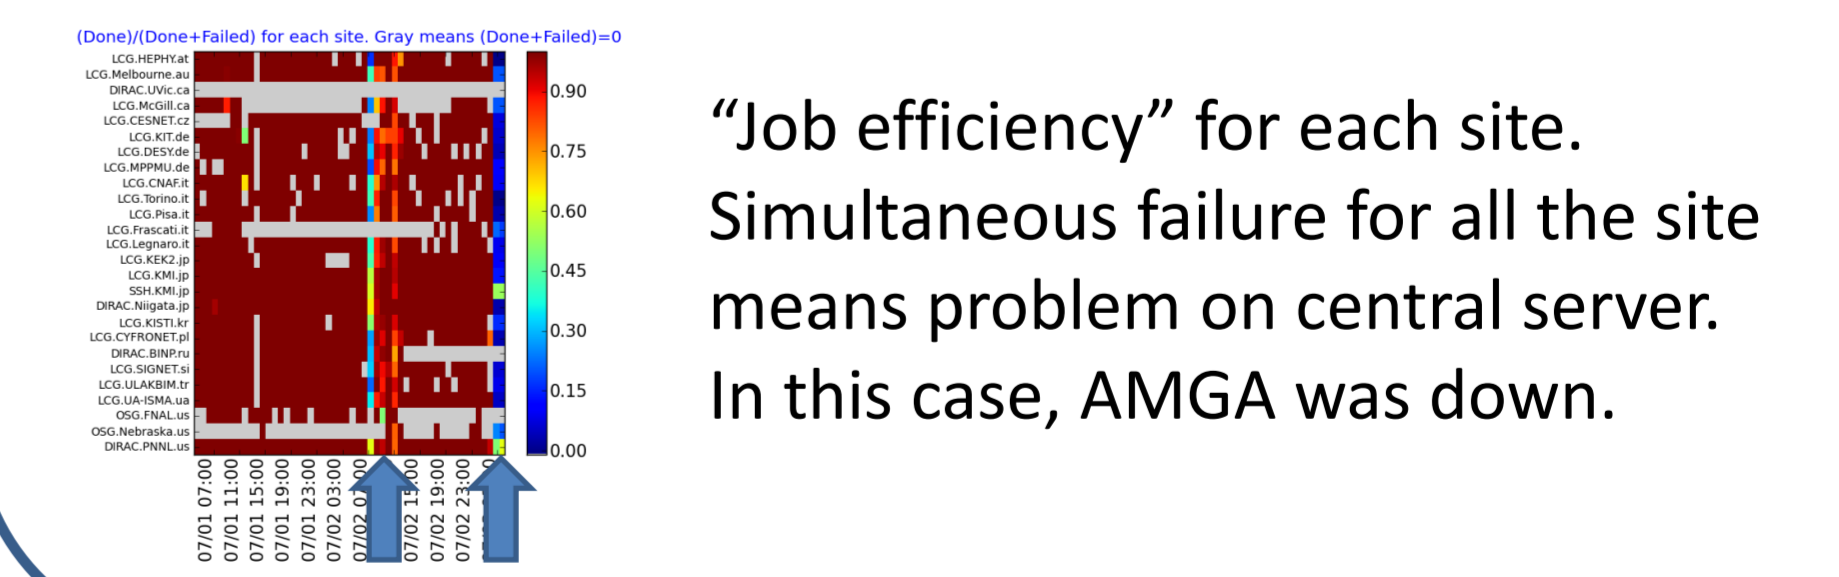 (Done)/(Done+Failed) for each site. Gray means (Done+Failed)=0
LCG.HEPHY.at
LCG.Melbourne.au
DIRAC.UVic.ca
LCG.McGill.ca
LCG.CESNET.cz
LCG.KIT.de
LCG.DESY.de
LCG.MPPMU.de
LCG.CNAF.it
LCG.Torino.it
LCG.Pisa.it
LCG.Frascati.it
LCG.Legnaro.it
LCG.KEK2.jp
LCG.KMI.jp
SSH.KMI.jp
DIRAC.Niigata.jp
LCG.KISTI.kr
LCG.CYFRONET.pl
DIRAC.BINP.ru
LCG.SIGNET.si
LCG.ULAKBIM.tr
LCG.UA-ISMA.ua
OSG.FNAL.us
OSG.Nebraska.us
DIRAC.PNNL.us
0.90
0.75
0.60
0.45
0.30
0.15
0.00
07/01 07:00
07/01 11:00
07/01 15:00
07/01 19:00
07/01 23:00
07/02 03:00
07/02
07/02
07/02 19:00
07/02 23:00
“Job efficiency” for each site.
Simultaneous failure for all the site
means problem on central server.
In this case, AMGA was down.